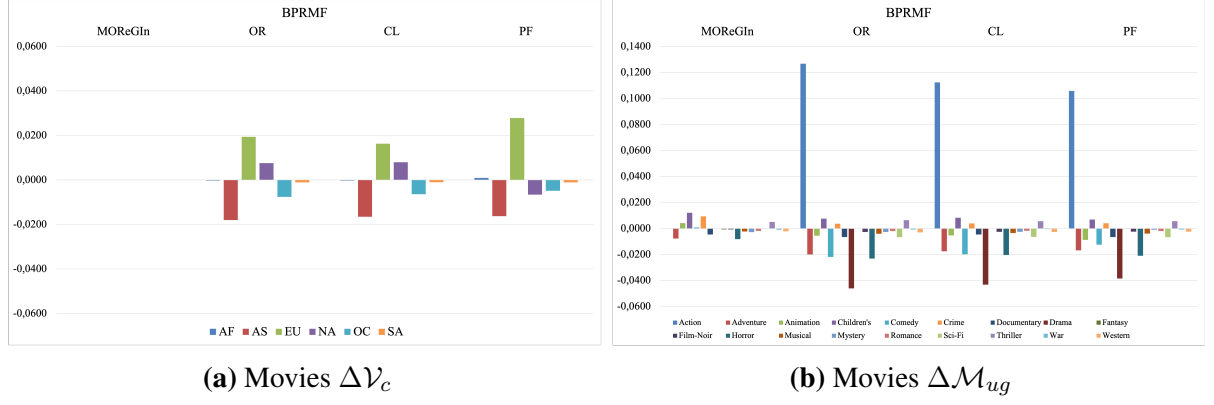 BPRMF
MOReGIn OR CL PF
0,0600
0,0400
0,0200
0,0000
-0,0200
-0,0400
-0,0600
AF AS EU NA OC SA
(a) Movies Δ𝒱c
BPRMF
MOReGIn OR CL PF
0,1400
0,1200
0,1000
0,0800
0,0600
0,0400
0,0200
0,0000
-0,0200
-0,0400
-0,0600
Action Adventure Animation Children's Comedy Crime Documentary Drama Fantasy
Film-Noir Horror Musical Mystery Romance Sci-Fi Thriller War Western
(b) Movies Δℳug